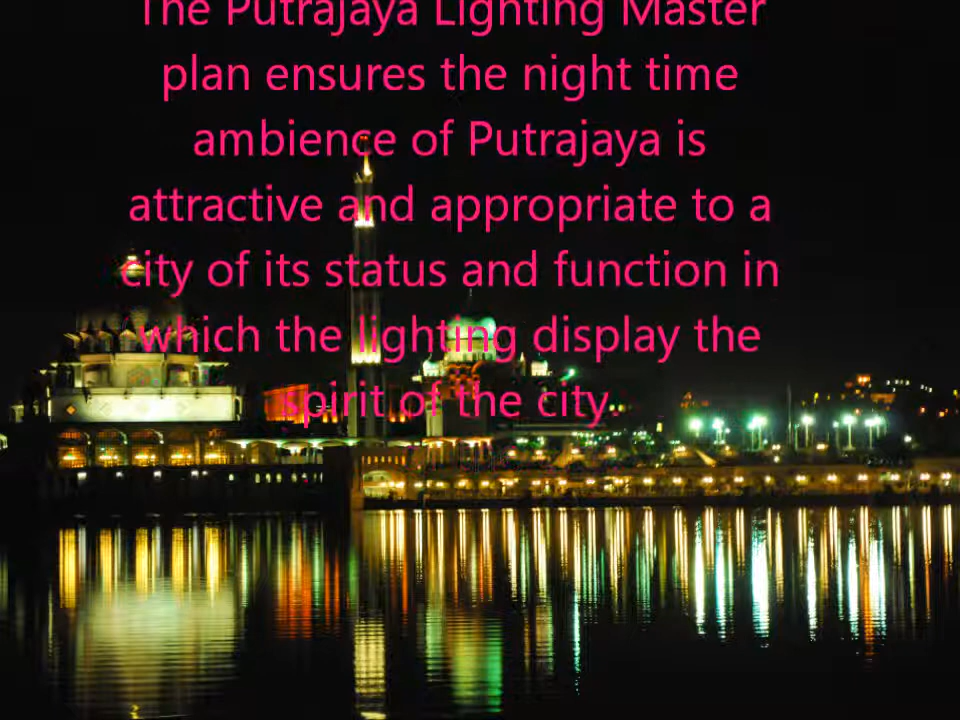 The Putrajaya Lighting Master
plan ensures the night time
ambience of Putrajaya is
attractive and appropriate to a
city of its status and function in
which the lighting display the
spirit of the city